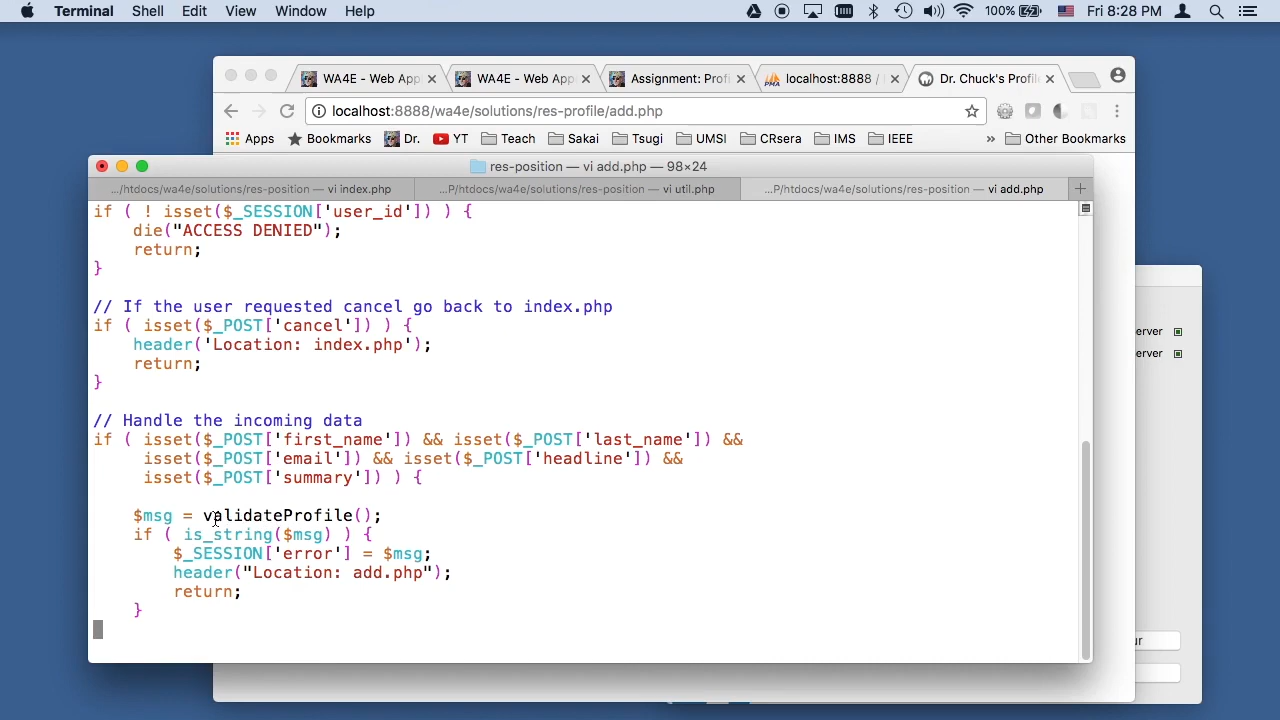 Terminal Shell Edit View Window Help 100% Fri 8:28 PM
WA4E - Web App WA4E - Web App Assignment: Profi localhost:8888 / Dr. Chuck's Profile
localhost:8888/wa4e/solutions/res-profile/add.php
Apps Bookmarks Dr. YT Teach Sakai Tsugi UMSI CRsera IMS IEEE » Other Bookmarks
res-position — vi add.php — 98×24
.../htdocs/wa4e/solutions/res-position — vi index.php ...P/htdocs/wa4e/solutions/res-position — vi util.php ...P/htdocs/wa4e/solutions/res-position — vi add.php +
if ( ! isset($_SESSION['user_id']) ) {
die("ACCESS DENIED");
return;
}
// If the user requested cancel go back to index.php
if ( isset($_POST['cancel']) ) {
header('Location: index.php');
return;
}
// Handle the incoming data
if ( isset($_POST['first_name']) && isset($_POST['last_name']) &&
isset($_POST['email']) && isset($_POST['headline']) &&
isset($_POST['summary']) ) {
$msg = validateProfile();
if ( is_string($msg) ) {
$_SESSION['error'] = $msg;
header("Location: add.php");
return;
}
erver
erver
ur